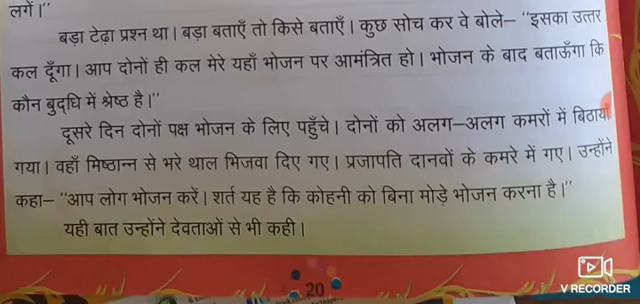 लगें।"
बड़ा टेढ़ा प्रश्न था। बड़ा बताएँ तो किसे बताएँ। कुछ सोच कर वे बोले– "इसका उत्तर
कल दूँगा। आप दोनों ही कल मेरे यहाँ भोजन पर आमंत्रित हो। भोजन के बाद बताऊँगा कि
कौन बुद्धि में श्रेष्ठ है।"
दूसरे दिन दोनों पक्ष भोजन के लिए पहुँचे। दोनों को अलग–अलग कमरों में बिठाया
गया। वहाँ मिष्ठान्न से भरे थाल भिजवा दिए गए। प्रजापति दानवों के कमरे में गए। उन्होंने
कहा– "आप लोग भोजन करें। शर्त यह है कि कोहनी को बिना मोड़े भोजन करना है।"
यही बात उन्होंने देवताओं से भी कही।
20
V RECORDER